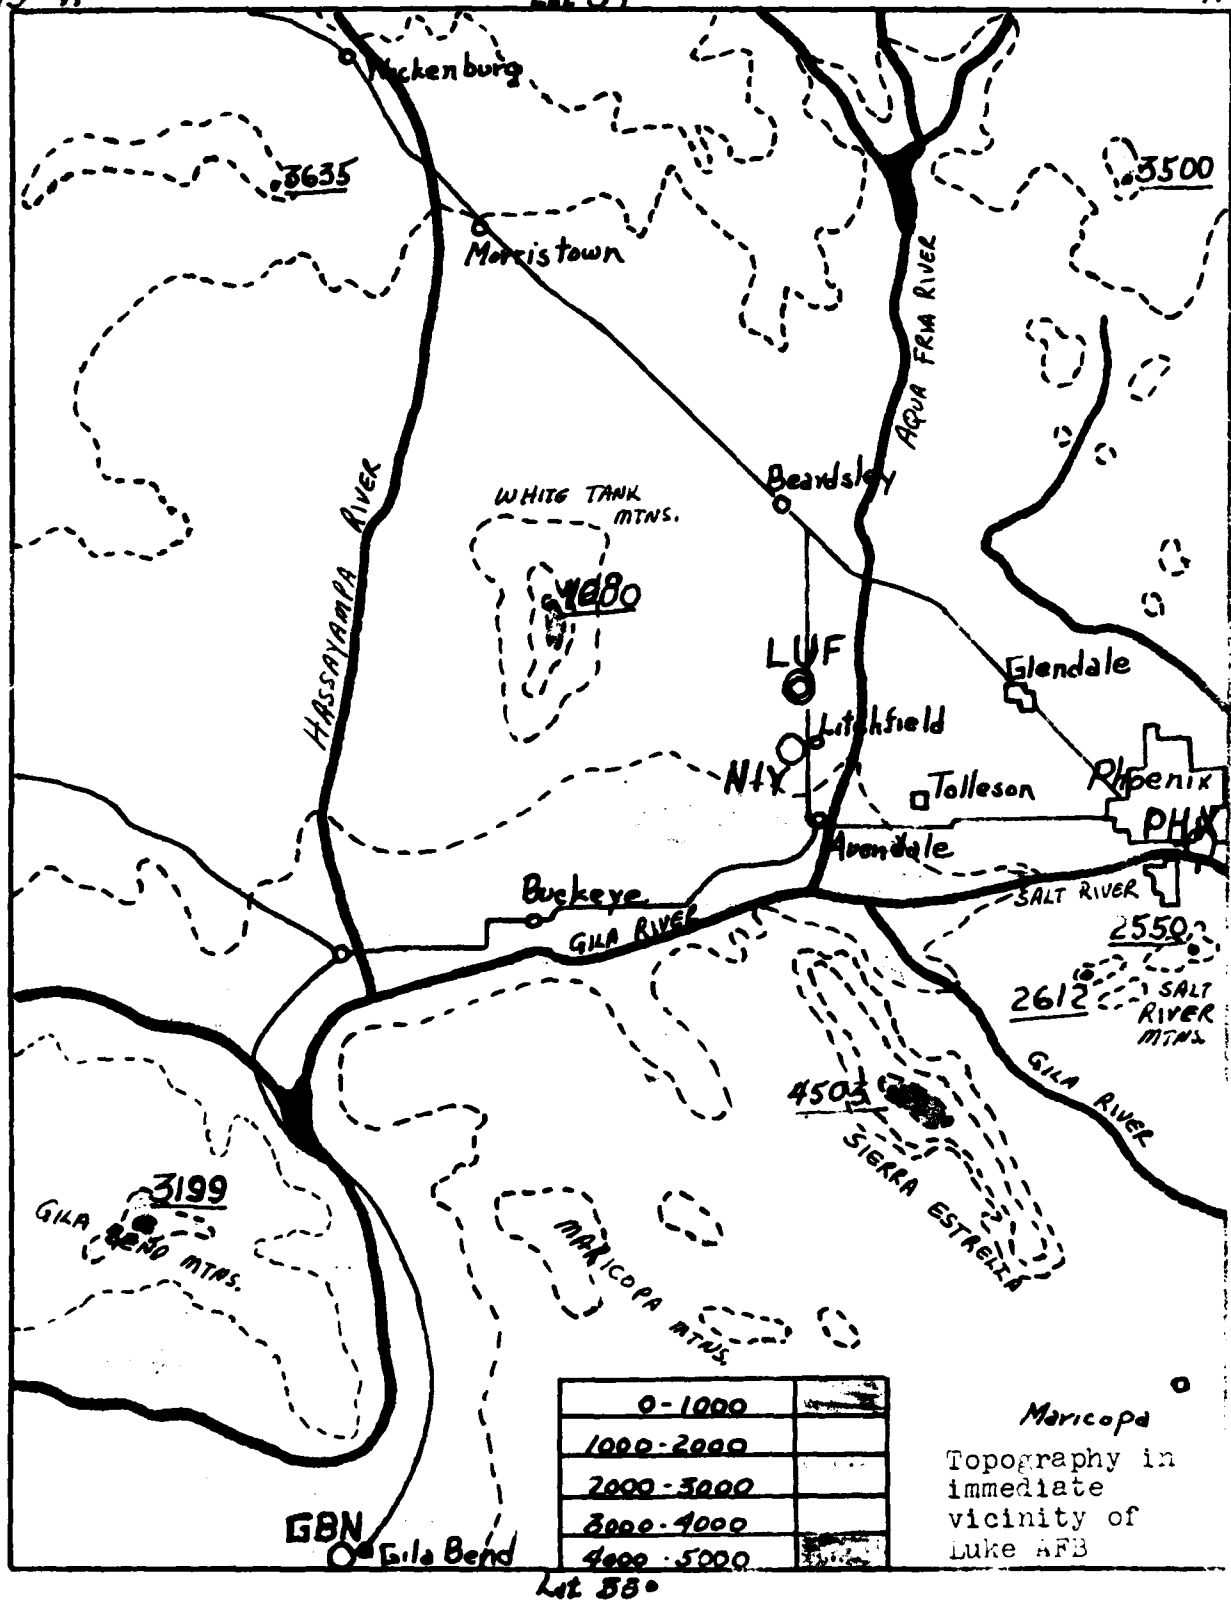 Wickenburg
3635
3500
Morristown
AQUA FRIA RIVER
Beardsley
WHITE TANK
MTNS.
HASSAYAMPA RIVER
4080
LUF
Glendale
Litchfield
Phoenix
Tolleson
PHX
Avondale
Buckeye
SALT RIVER
GILA RIVER
2550
2612
SALT
RIVER
MTNS.
GILA RIVER
4503
SIERRA ESTRELLA
3199
GILA
BEND MTNS.
MARICOPA
MTNS.
0-1000
1000-2000
2000-3000
3000-4000
4000-5000
Maricopa
Topography in
immediate
vicinity of
Luke AFB
GBN
Gila Bend